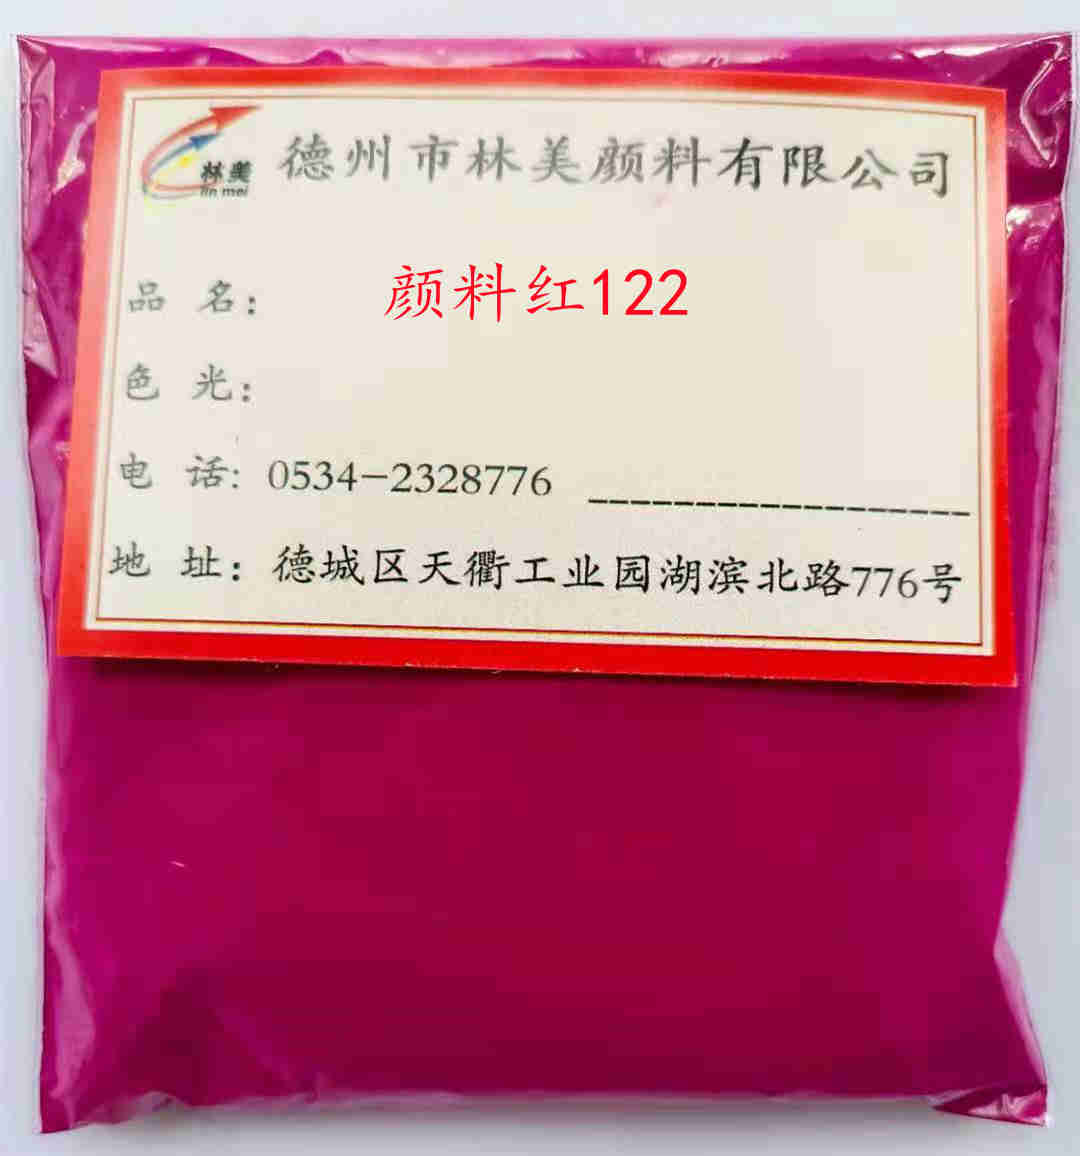 林美
lin mei
德州市林美颜料有限公司
品 名： 颜料红122
色 光：
电 话: 0534-2328776
地 址： 德城区天衢工业园湖滨北路776号